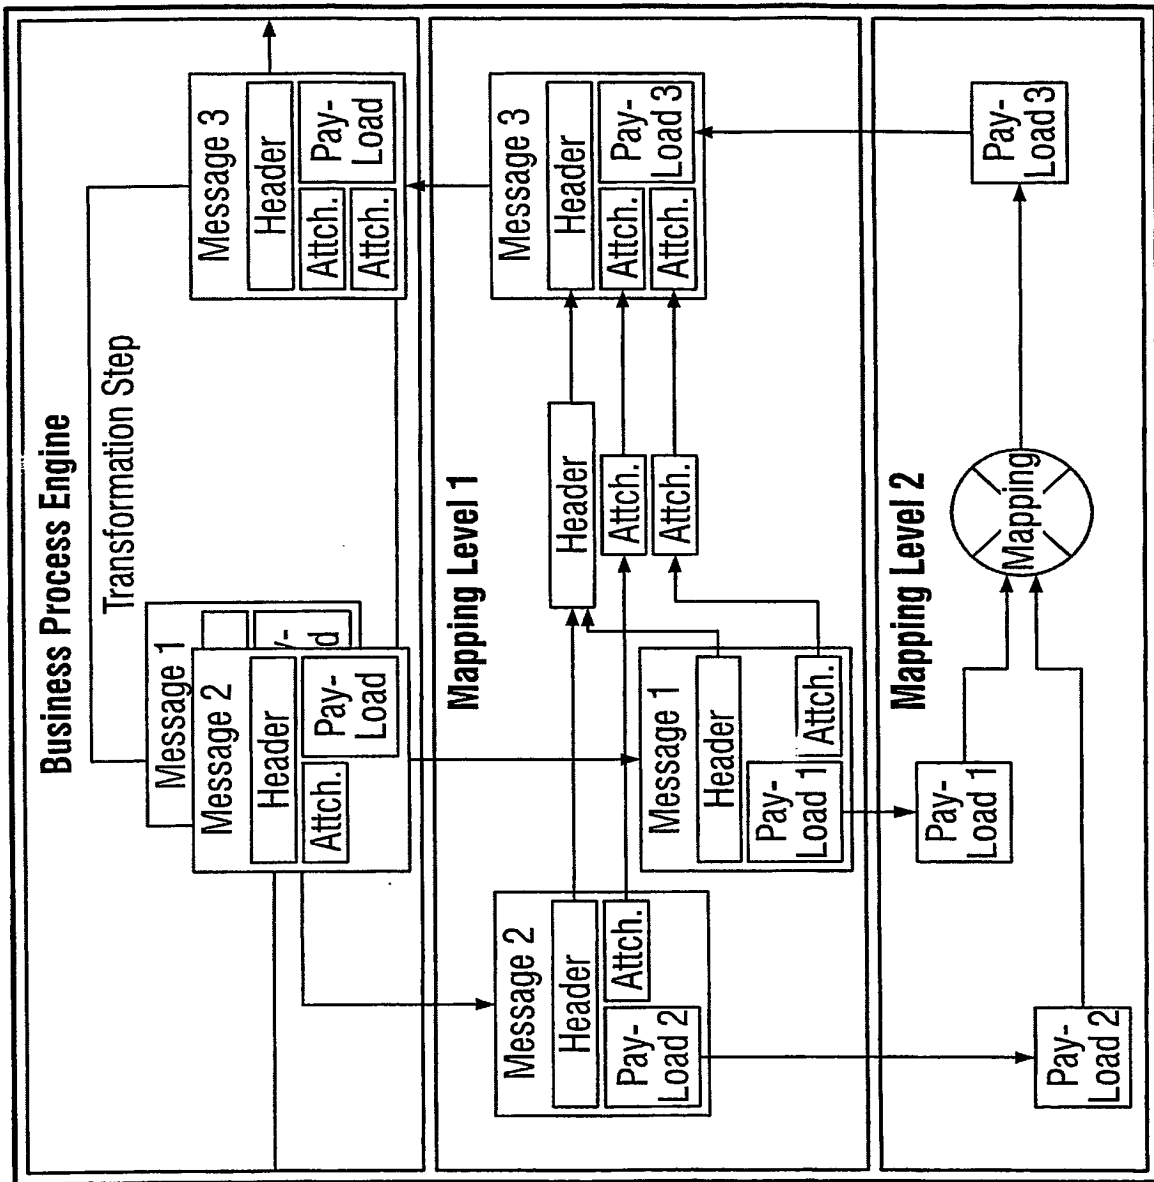 Business Process Engine
Transformation Step
Message 1
Message 2
Header
Attch.
Pay-
Load
Message 3
Header
Attch.
Attch.
Pay-
Load
Mapping Level 1
Message 2
Header
Pay-
Load 2
Attch.
Message 1
Header
Pay-
Load 1
Attch.
Header
Attch.
Attch.
Message 3
Header
Attch.
Attch.
Pay-
Load 3
Mapping Level 2
Pay-
Load 2
Pay-
Load 1
Mapping
Pay-
Load 3